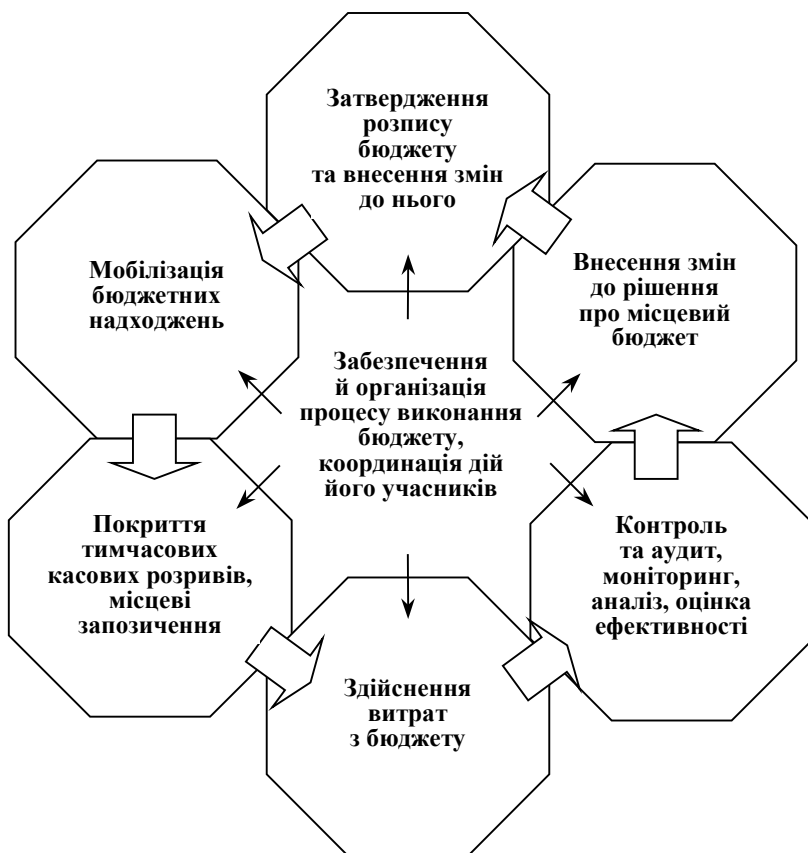 Затвердження
розпису
бюджету
та внесення змін
до нього
Мобілізація
бюджетних
надходжень
Внесення змін
до рішення
про місцевий
бюджет
Забезпечення
й організація
процесу виконання
бюджету,
координація дій
його учасників
Покриття
тимчасових
касових розривів,
місцеві
запозичення
Контроль
та аудит,
моніторинг,
аналіз, оцінка
ефективності
Здійснення
витрат
з бюджету